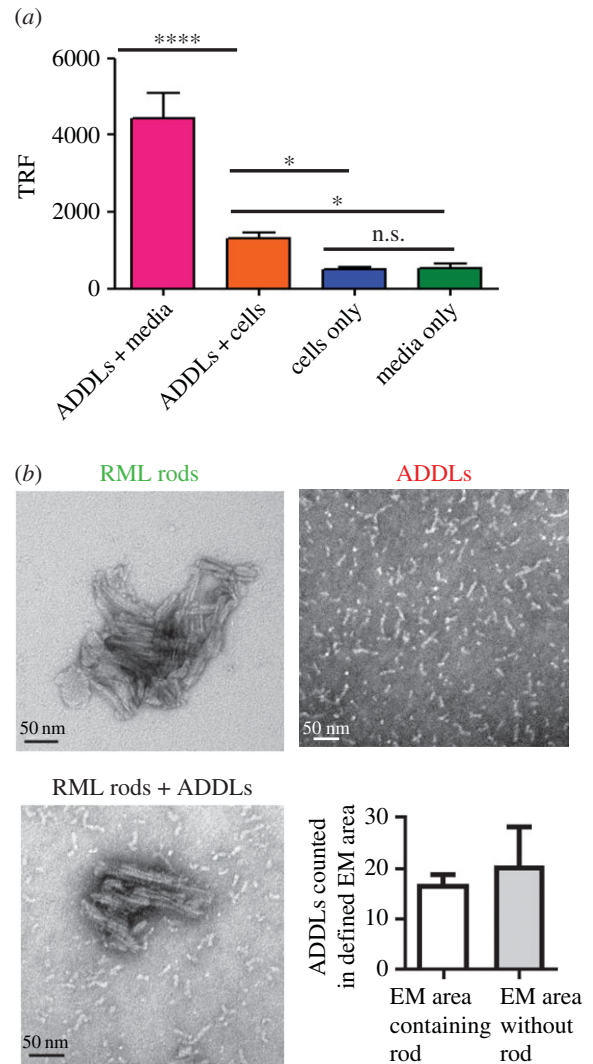 (a)
****
6000
4000
2000
0
TRF
*
*
n.s.
ADDLs + media
ADDLs + cells
cells only
media only
(b)
RML rods
ADDLs
50 nm
50 nm
RML rods + ADDLs
50 nm
30
20
10
0
ADDLs counted
in defined EM area
EM area
containing
rod
EM area
without
rod